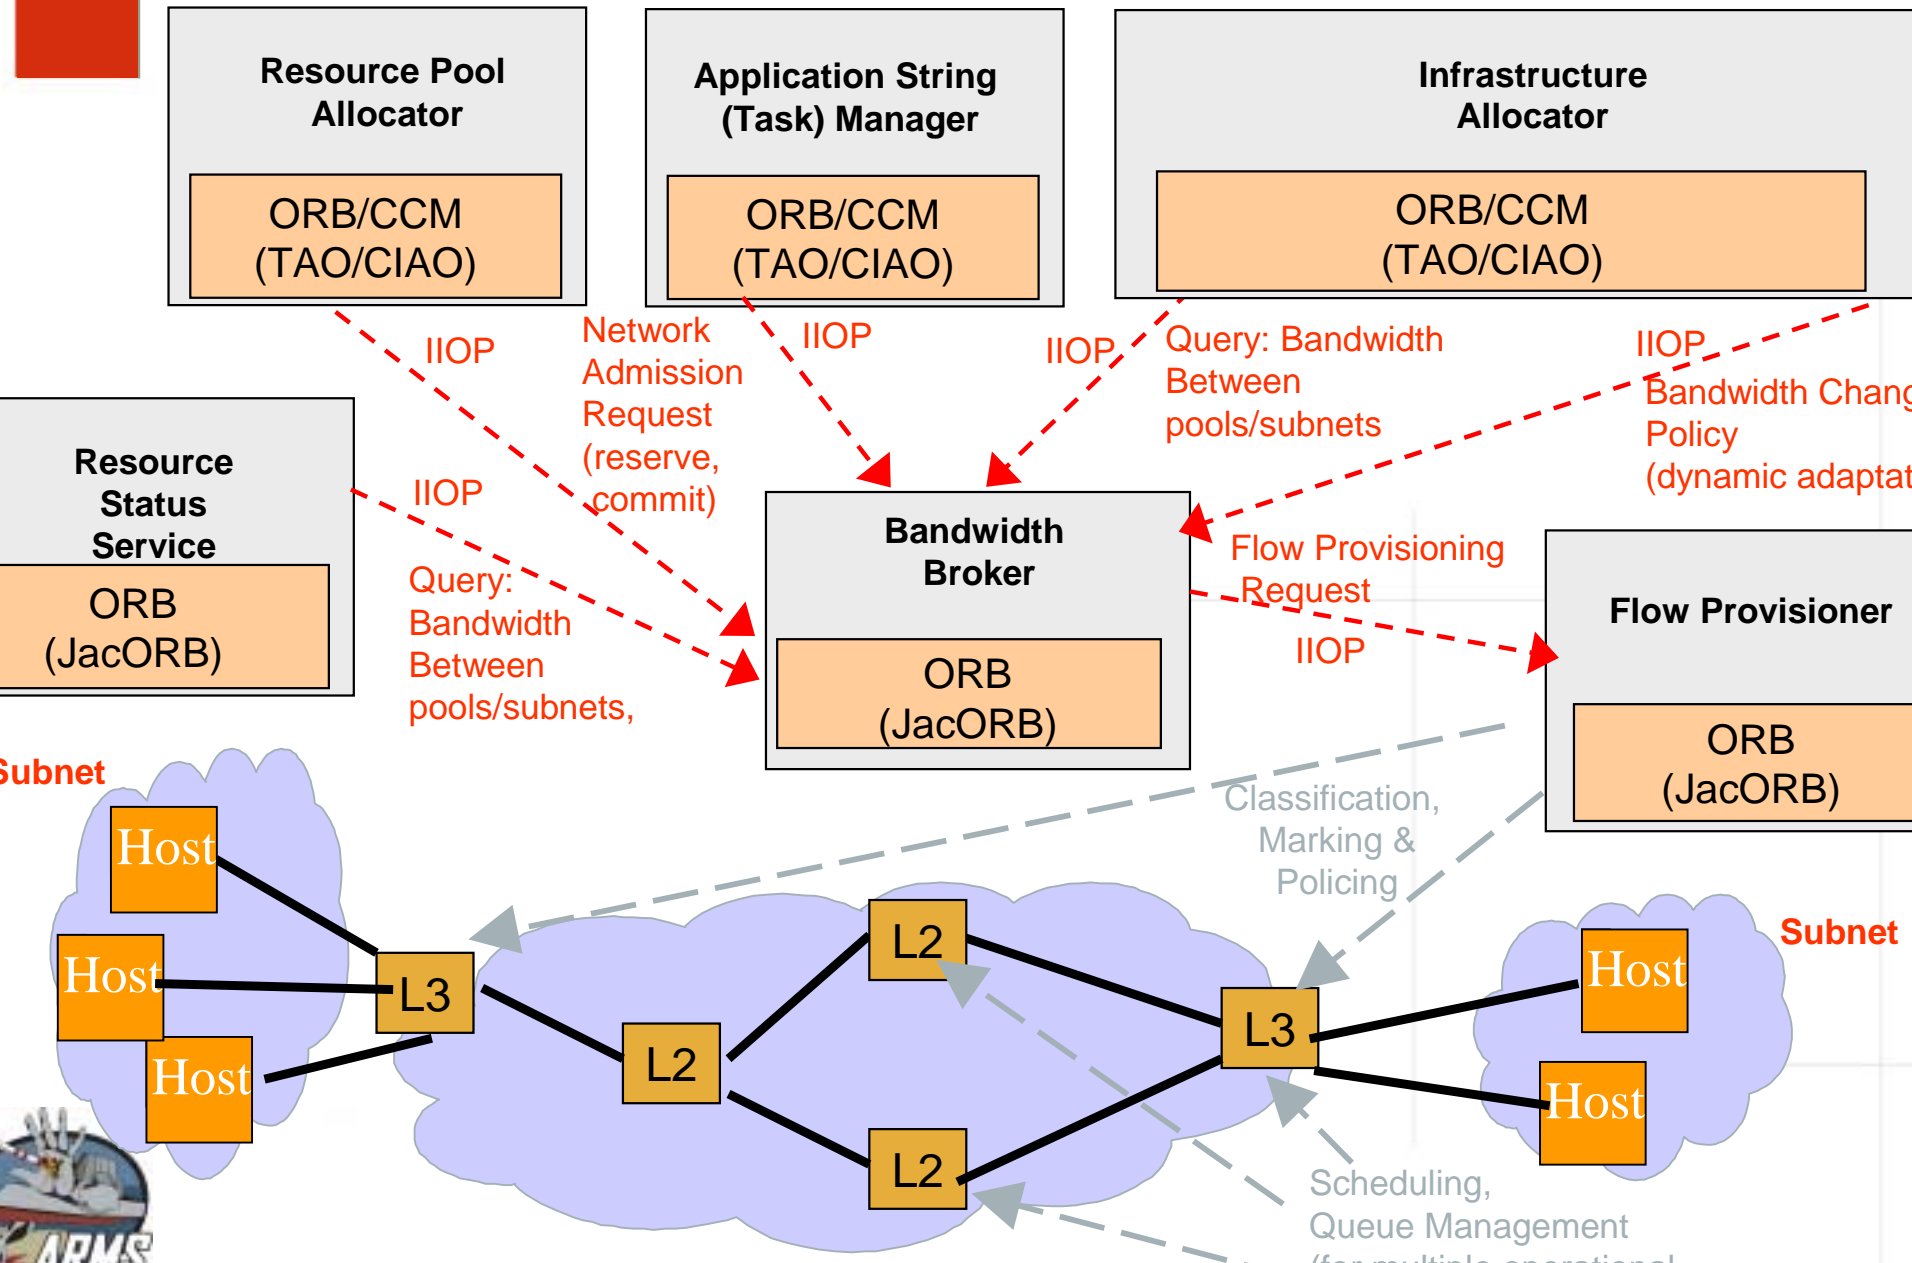 Resource Pool
Allocator
ORB/CCM
(TAO/CIAO)
Application String
(Task) Manager
ORB/CCM
(TAO/CIAO)
Infrastructure
Allocator
ORB/CCM
(TAO/CIAO)
IIOP
Network
Admission
Request
(reserve,
commit)
IIOP
IIOP
Query: Bandwidth
Between
pools/subnets
IIOP
Bandwidth Chang
Policy
(dynamic adaptat
Resource
Status
Service
ORB
(JacORB)
IIOP
Query:
Bandwidth
Between
pools/subnets,
Bandwidth
Broker
ORB
(JacORB)
Flow Provisioning
Request
IIOP
Flow Provisioner
ORB
(JacORB)
Subnet
Host
Host
Host
L3
L2
L2
L2
L3
Classification,
Marking &
Policing
Subnet
Host
Host
Scheduling,
Queue Management
(for multiple operational
ARMS